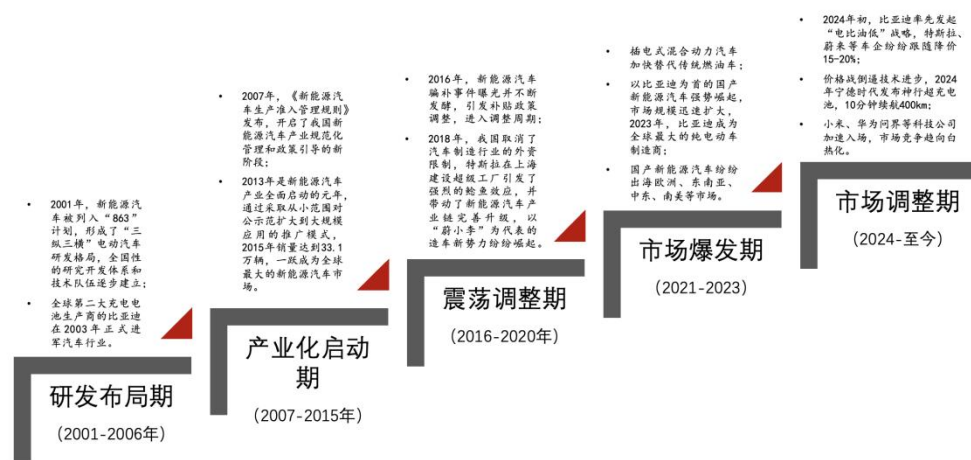 • 2001年，新能源汽
车被列入“863”
计划，形成了“三
纵三横”电动汽车
研发格局，全国性
的研究开发体系和
技术队伍逐步建立；
• 全球第二大充电电
池生产商的比亚迪
在2003年正式进
军汽车行业。
研发布局期
（2001-2006年）
• 2007年，《新能源汽
车生产准入管理规则》
发布，开启了我国新
能源汽车产业规范化
管理和政策引导的新
阶段；
• 2013年是新能源汽车
产业全面启动的元年，
通过采取从小范围对
公示范扩大到大规模
应用的推广模式，
2015年销量达到33.1
万辆，一跃成为全球
最大的新能源汽车市
场。
产业化启动
期
（2007-2015年）
• 2016年，新能源汽车
骗补事件曝光并不断
发酵，引发补贴政策
调整，进入调整周期；
• 2018年，我国取消了
汽车制造行业的外资
限制，特斯拉在上海
建设超级工厂引发了
强烈的鲶鱼效应，并
带动了新能源汽车产
业链完善升级，以
“蔚小李”为代表的
造车新势力纷纷崛起。
震荡调整期
（2016-2020年）
• 插电式混合动力汽车
加快替代传统燃油车；
• 以比亚迪为首的国产
新能源汽车强势崛起，
市场规模迅速扩大，
2023年，比亚迪成为
全球最大的纯电动车
制造商；
• 国产新能源汽车纷纷
出海欧洲、东南亚、
中东、南美等市场。
市场爆发期
（2021-2023）
• 2024年初，比亚迪率先发起
“电比油低”战略，特斯拉、
蔚来等车企纷纷跟随降价
15-20%；
• 价格战倒逼技术进步，2024
年宁德时代发布神行超充电
池，10分钟续航400km；
• 小米、华为问界等科技公司
加速入场，市场竞争趋向白
热化。
市场调整期
（2024-至今）